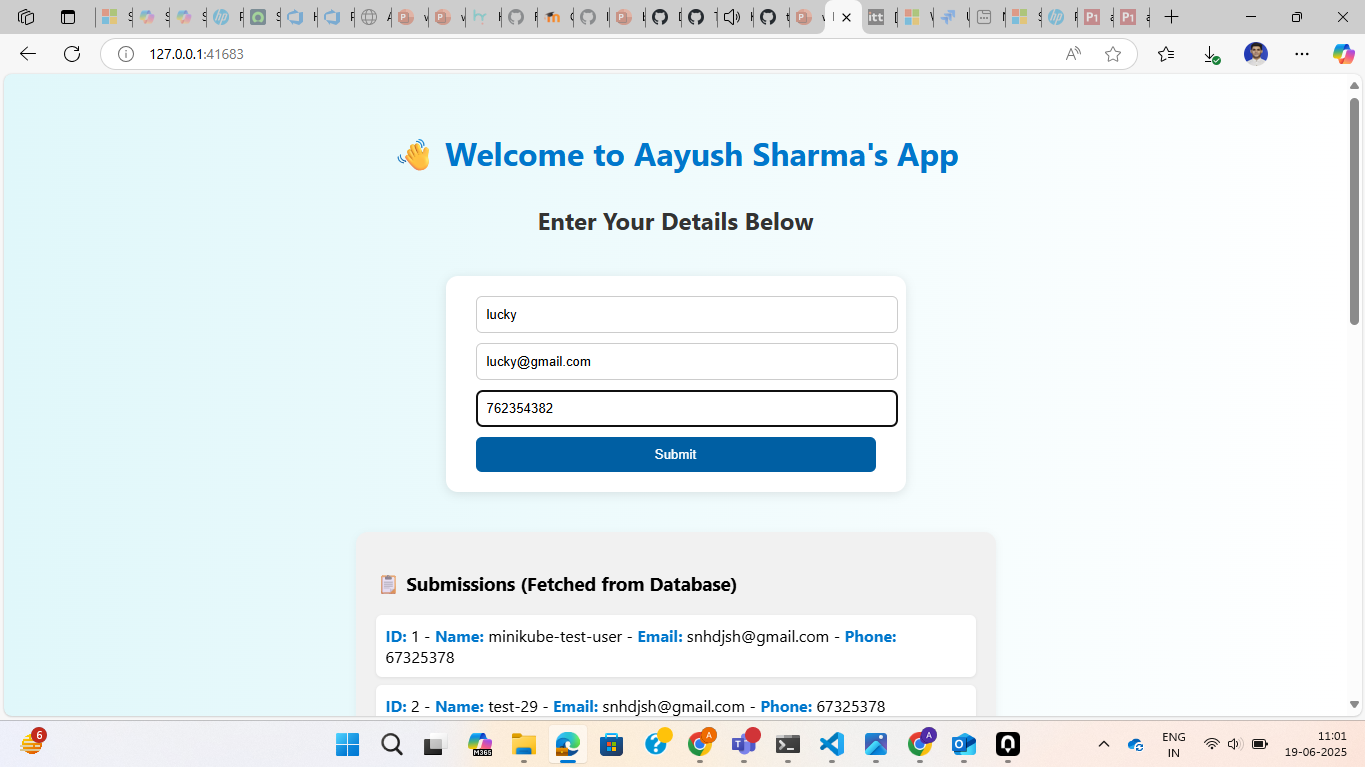 127.0.0.1:41683
Welcome to Aayush Sharma's App
Enter Your Details Below
lucky
lucky@gmail.com
762354382
Submit
Submissions (Fetched from Database)
ID: 1 - Name: minikube-test-user - Email: snhdjsh@gmail.com - Phone:
67325378
ID: 2 - Name: test-29 - Email: snhdjsh@gmail.com - Phone: 67325378
6
M365
A
A
ENG
IN
11:01
19-06-2025